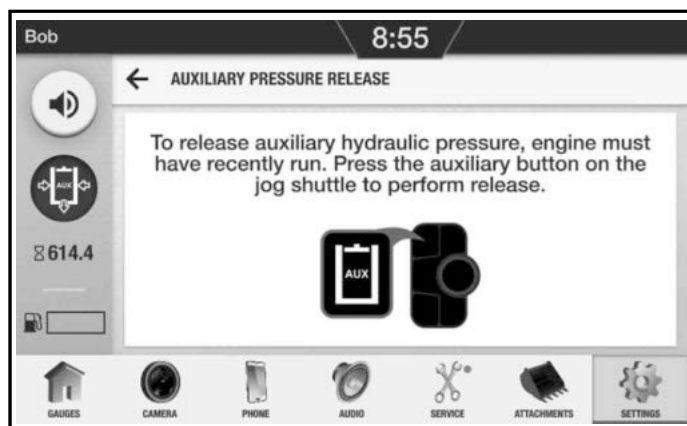 Bob
8:55
AUXILIARY PRESSURE RELEASE
To release auxiliary hydraulic pressure, engine must
have recently run. Press the auxiliary button on the
jog shuttle to perform release.
AUX
614.4
AUX
GAUGES
CAMERA
PHONE
AUDIO
SERVICE
ATTACHMENTS
SETTINGS